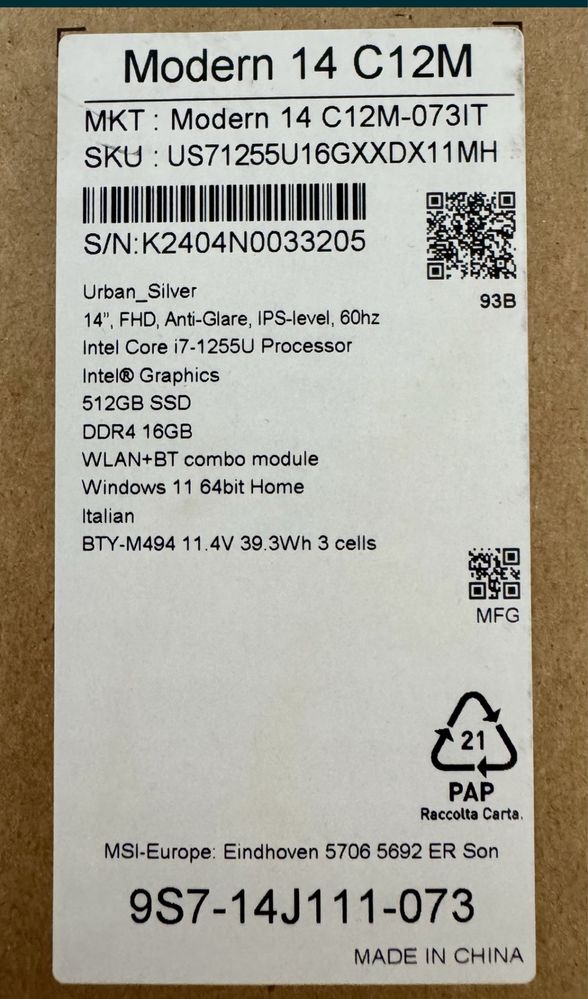 Modern 14 C12M
MKT : Modern 14 C12M-073IT
SKU : US71255U16GXXDX11MH
S/N:K2404N0033205
93B
Urban_Silver
14", FHD, Anti-Glare, IPS-level, 60hz
Intel Core i7-1255U Processor
Intel® Graphics
512GB SSD
DDR4 16GB
WLAN+BT combo module
Windows 11 64bit Home
Italian
BTY-M494 11.4V 39.3Wh 3 cells
MFG
21
PAP
Raccolta Carta.
MSI-Europe: Eindhoven 5706 5692 ER Son
9S7-14J111-073
MADE IN CHINA